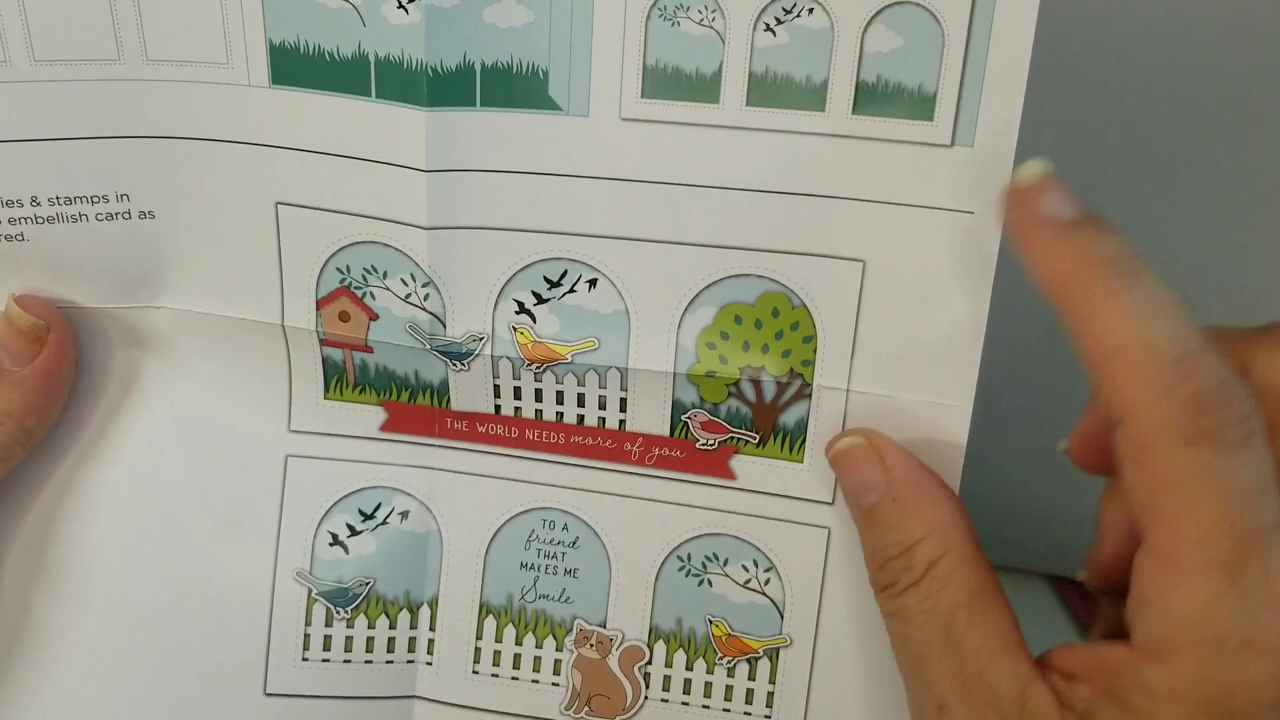 ies & stamps in
embellish card as
red.
THE WORLD NEEDS more of you
TO A
friend
THAT
MAKES ME
Smile